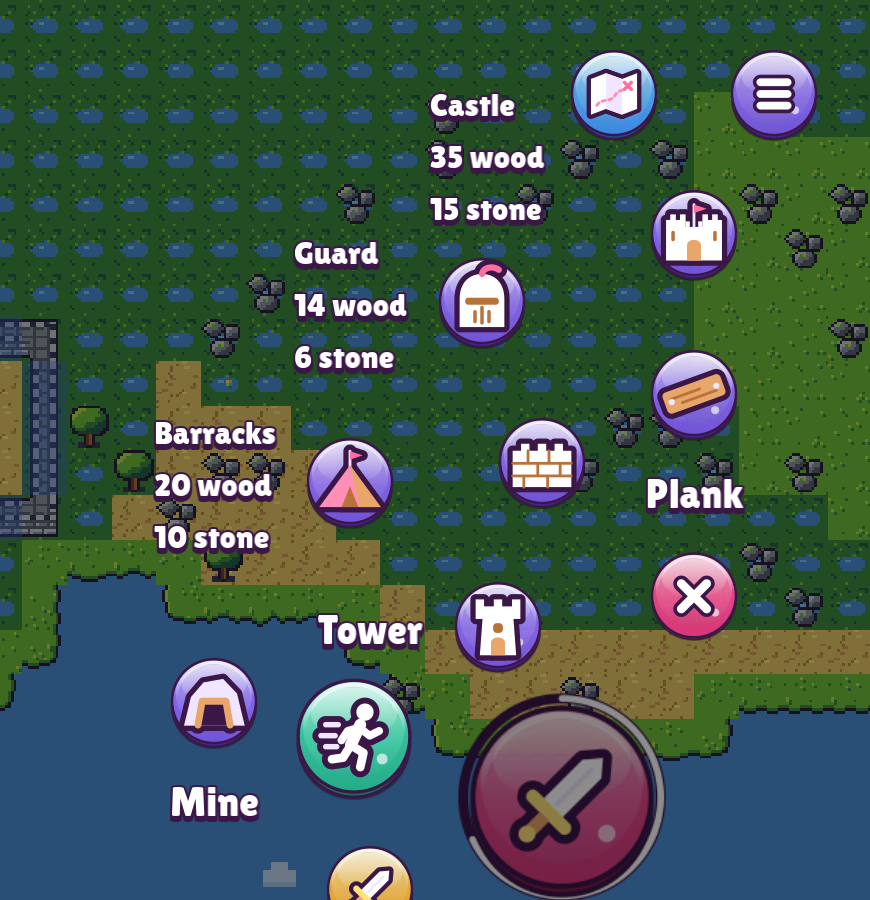 Castle
35 wood
15 stone
Guard
14 wood
6 stone
Barracks
20 wood
10 stone
Plank
Tower
Mine